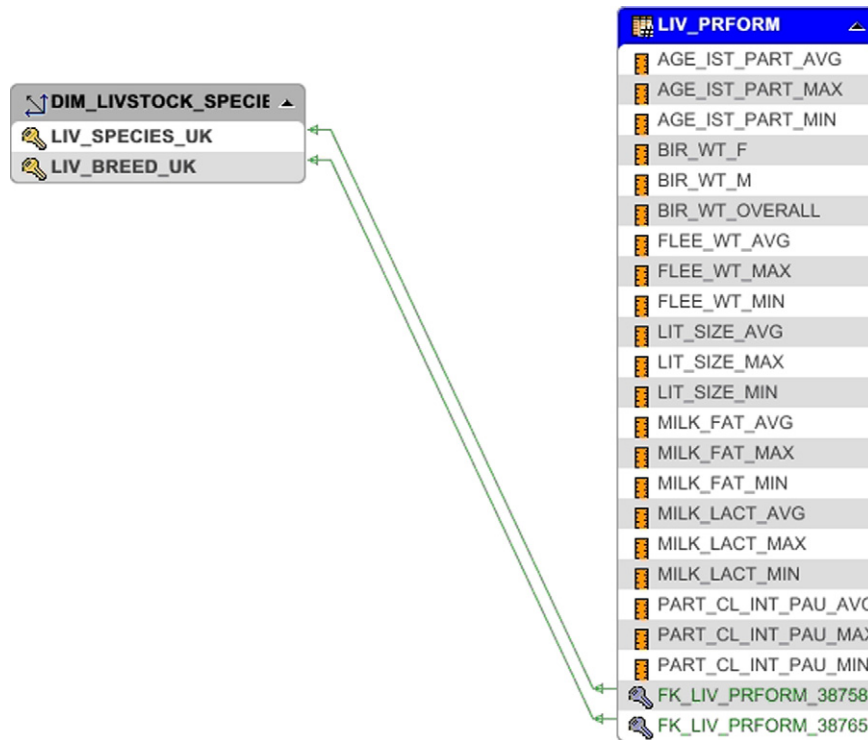 DIM_LIVSTOCK_SPECIE
LIV_SPECIES_UK
LIV_BREED_UK
LIV_PRFORM
AGE_IST_PART_AVG
AGE_IST_PART_MAX
AGE_IST_PART_MIN
BIR_WT_F
BIR_WT_M
BIR_WT_OVERALL
FLEE_WT_AVG
FLEE_WT_MAX
FLEE_WT_MIN
LIT_SIZE_AVG
LIT_SIZE_MAX
LIT_SIZE_MIN
MILK_FAT_AVG
MILK_FAT_MAX
MILK_FAT_MIN
MILK_LACT_AVG
MILK_LACT_MAX
MILK_LACT_MIN
PART_CL_INT_PAU_AVG
PART_CL_INT_PAU_MAX
PART_CL_INT_PAU_MIN
FK_LIV_PRFORM_38758
FK_LIV_PRFORM_38765